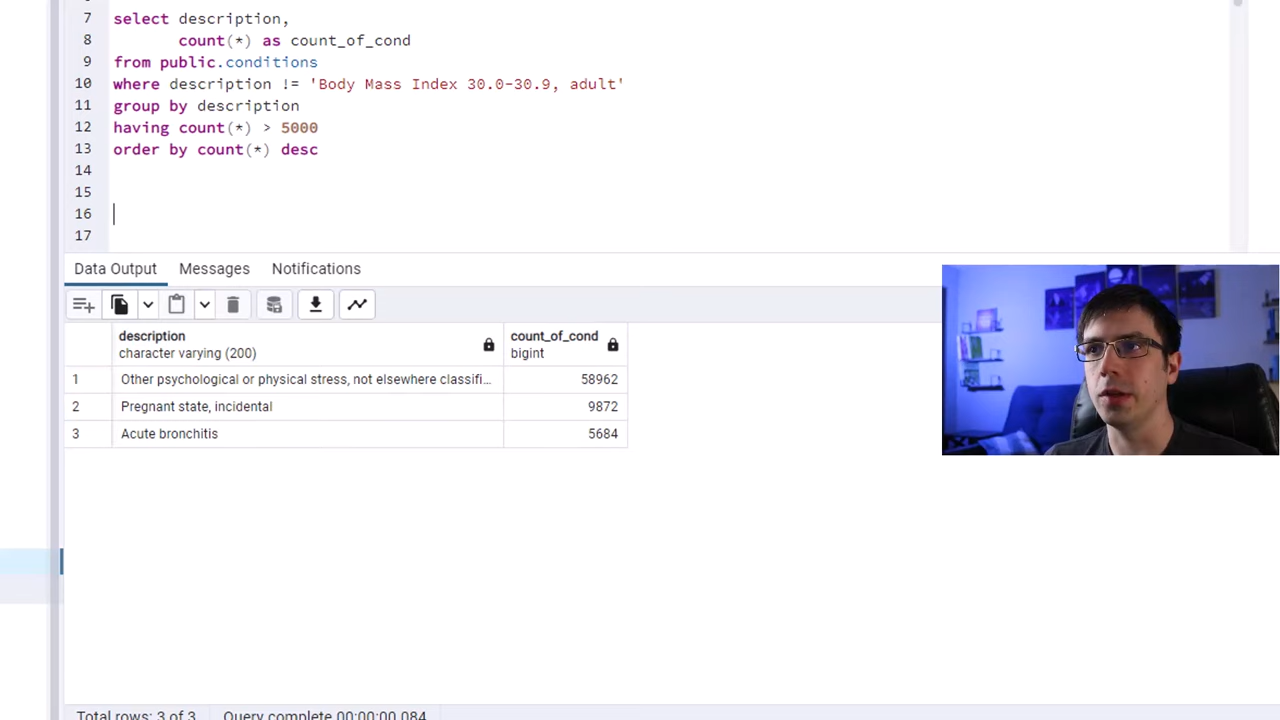 7 select description,
8 count(*) as count_of_cond
9 from public.conditions
10 where description != 'Body Mass Index 30.0-30.9, adult'
11 group by description
12 having count(*) > 5000
13 order by count(*) desc
14
15
16
17
Data Output Messages Notifications
description count_of_cond
character varying (200) bigint
1 Other psychological or physical stress, not elsewhere classifi... 58962
2 Pregnant state, incidental 9872
3 Acute bronchitis 5684
Total rows: 3 of 3 Query complete 00:00:00.084